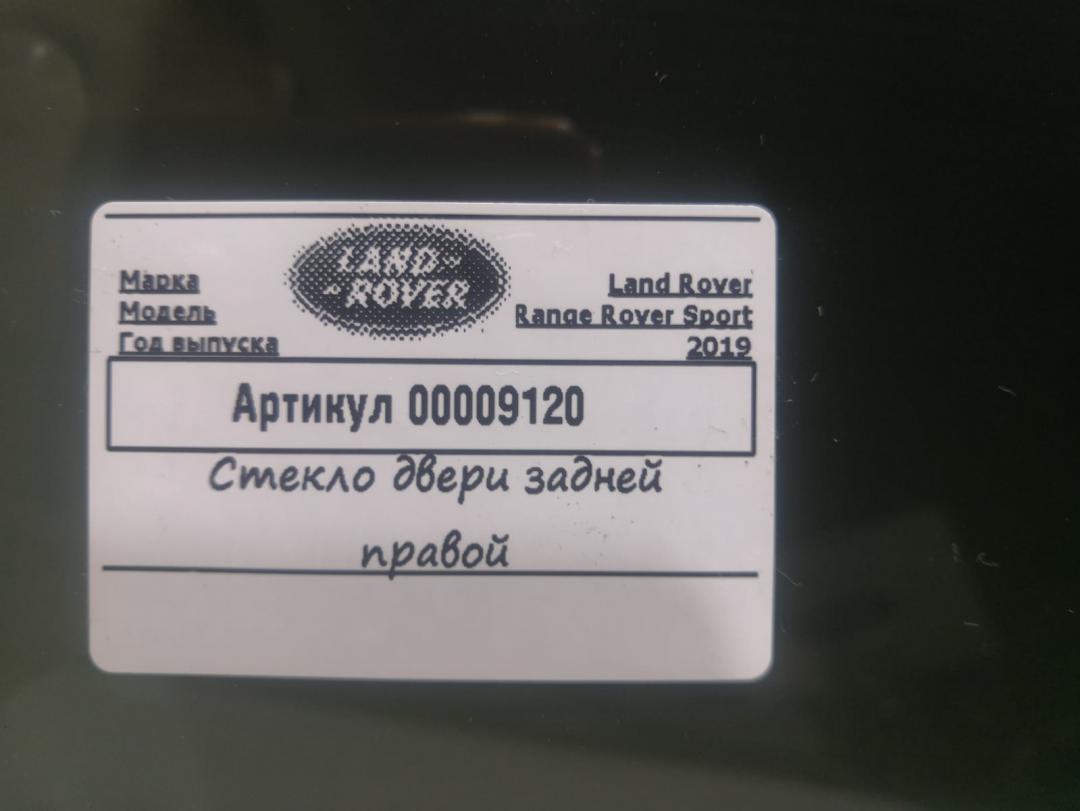 LAND
ROVER
Марка Land Rover
Модель Range Rover Sport
Год выпуска 2019
Артикул 00009120
Стекло двери задней
правой